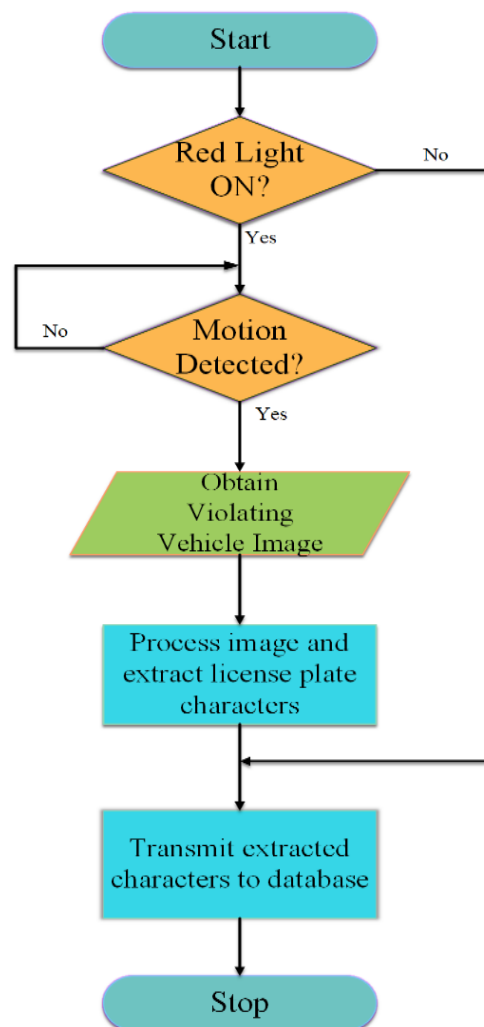 Start
Red Light
ON?
No
Yes
No
Motion
Detected?
Yes
Obtain
Violating
Vehicle Image
Process image and
extract license plate
characters
Transmit extracted
characters to database
Stop